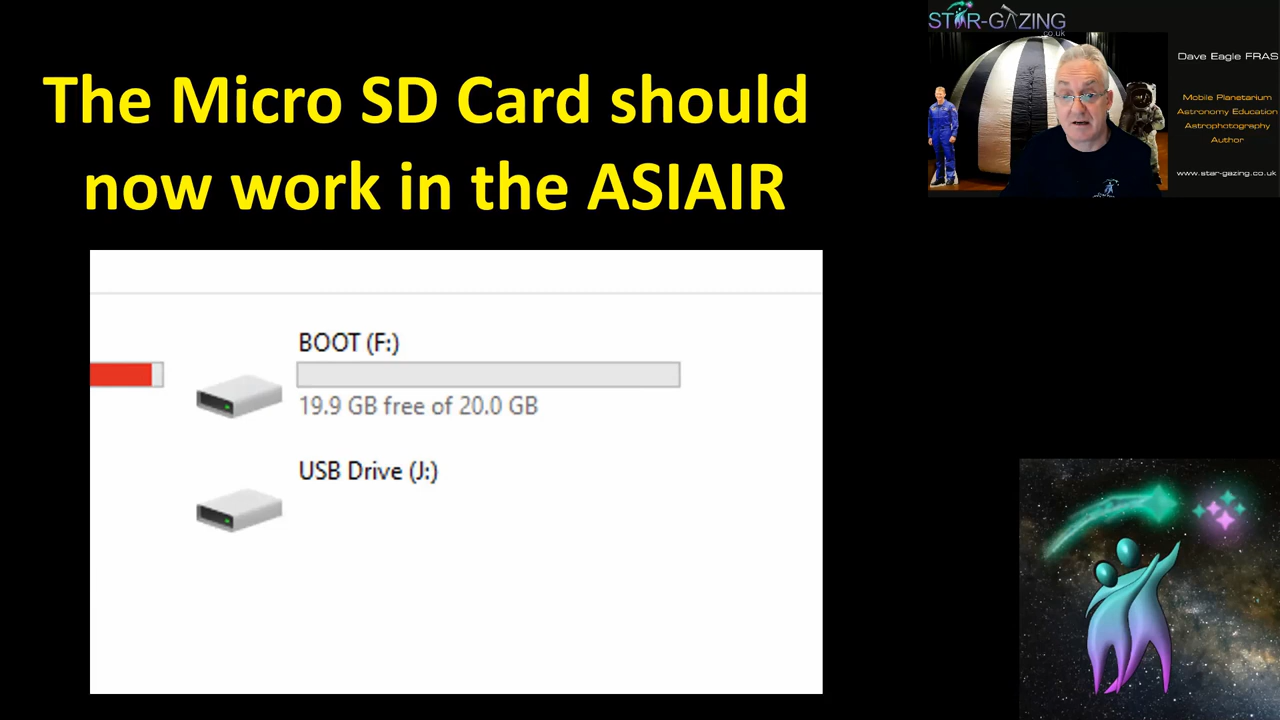 The Micro SD Card should
now work in the ASIAIR
BOOT (F:)
19.9 GB free of 20.0 GB
USB Drive (J:)
STAR-GAZING
.co.uk
Dave Eagle FRAS
Mobile Planetarium
Astronomy Education
Astrophotography
Author
www.star-gazing.co.uk